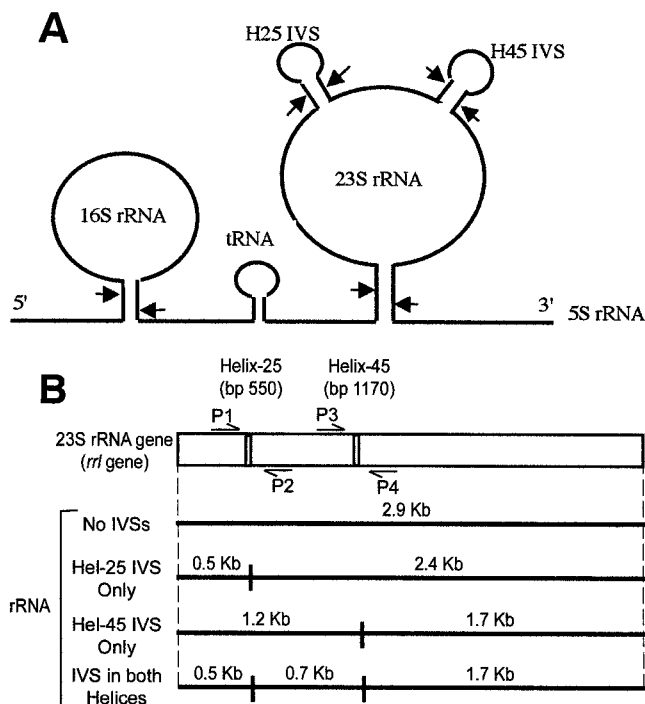 A
H25 IVS
H45 IVS
16S rRNA
tRNA
23S rRNA
5'
3'
5S rRNA
B
Helix-25
(bp 550)
Helix-45
(bp 1170)
P1
P3
23S rRNA gene
(rrl gene)
P2
P4
rRNA
No IVSs
2.9 Kb
Hel-25 IVS
Only
0.5 Kb
2.4 Kb
Hel-45 IVS
Only
1.2 Kb
1.7 Kb
IVS in both
Helices
0.5 Kb
0.7 Kb
1.7 Kb